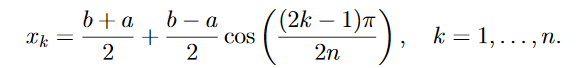 x_k = \frac{b + a}{2} + \frac{b - a}{2} \cos \left( \frac{(2k - 1)\pi}{2n} \right), \quad k = 1, \ldots, n.